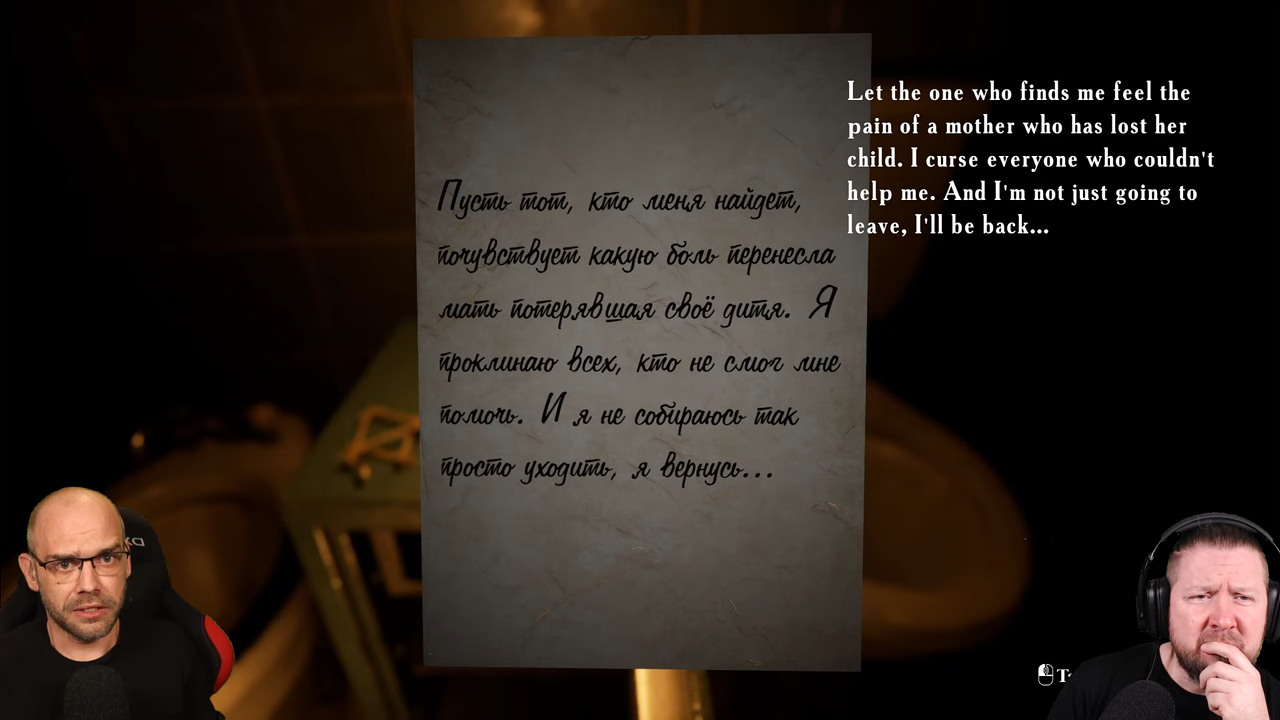 Пусть тот, кто меня найдет,
почувствует какую боль перенесла
мать потерявшая своё дитя. Я
проклинаю всех, кто не смог мне
помочь. И я не собираюсь так
просто уходить, я вернусь...
Let the one who finds me feel the
pain of a mother who has lost her
child. I curse everyone who couldn't
help me. And I'm not just going to
leave, I'll be back...